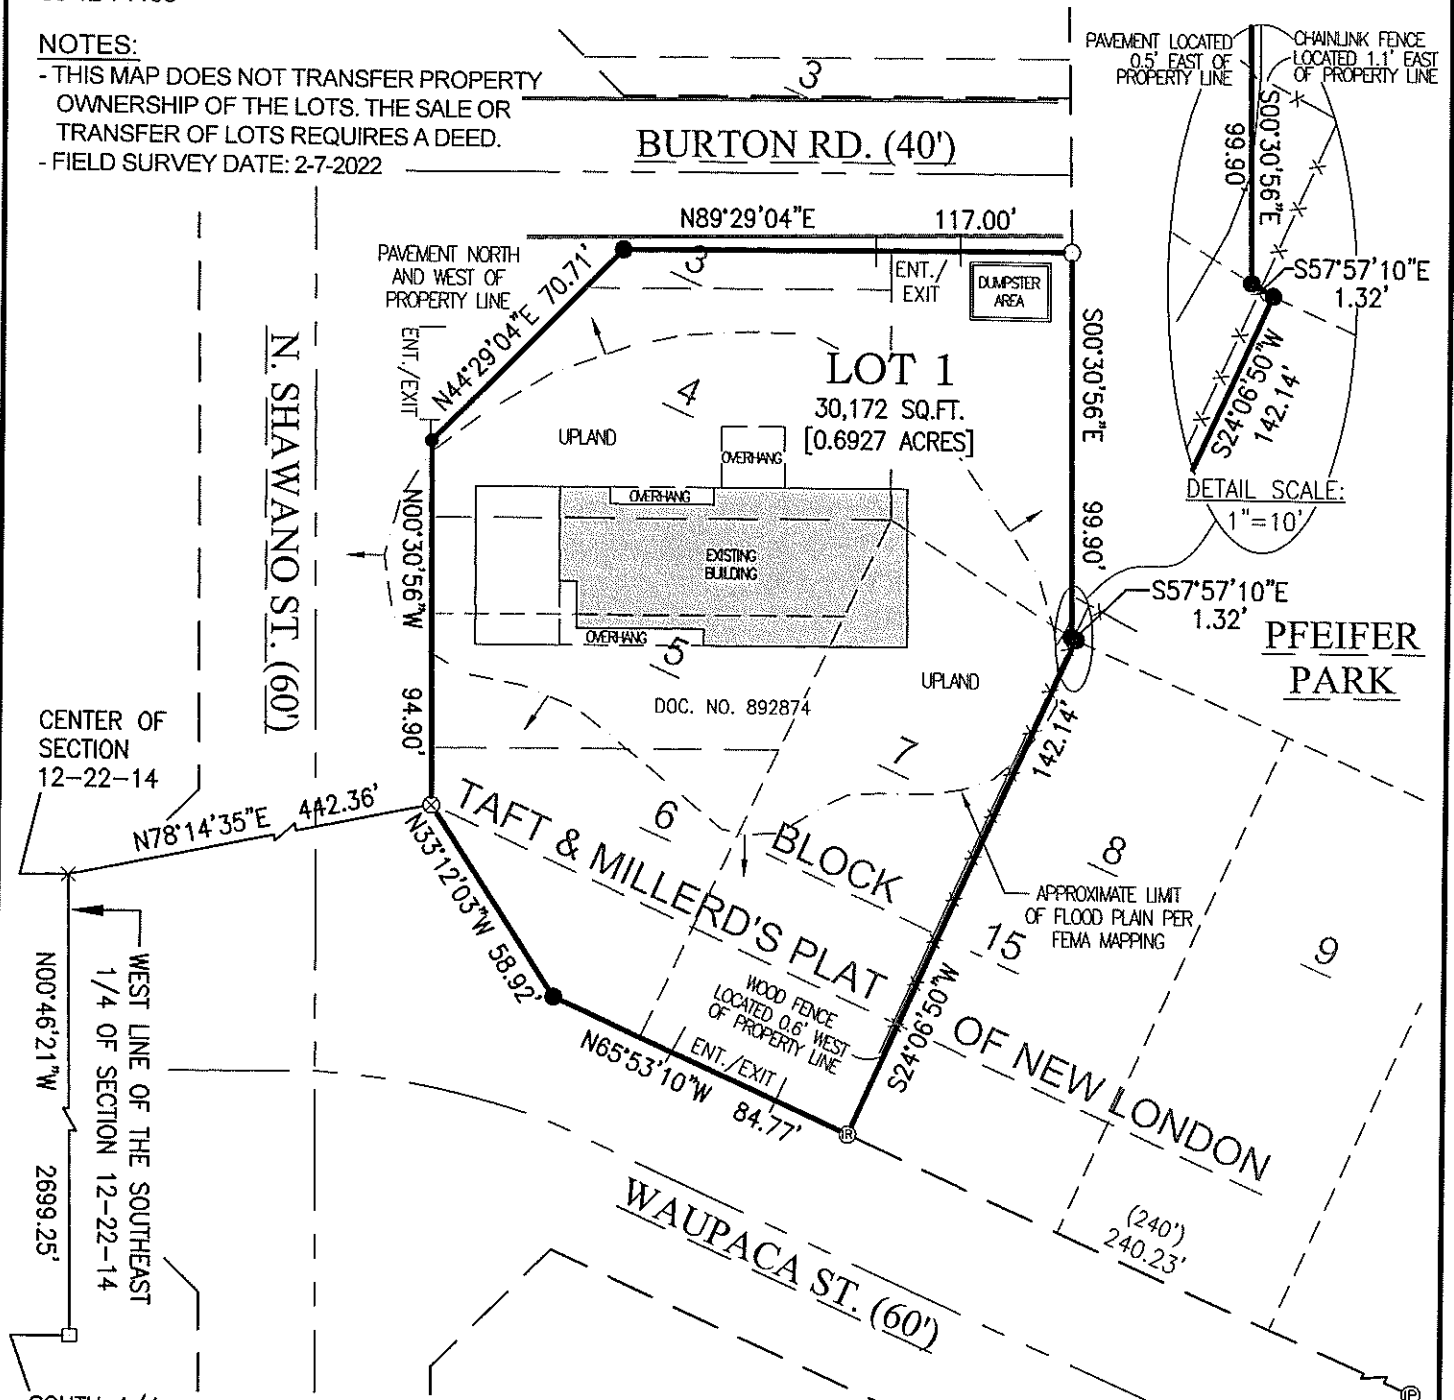 NOTES:
- THIS MAP DOES NOT TRANSFER PROPERTY
OWNERSHIP OF THE LOTS. THE SALE OR
TRANSFER OF LOTS REQUIRES A DEED.
- FIELD SURVEY DATE: 2-7-2022
3
BURTON RD. (40')
PAVEMENT LOCATED
0.5' EAST OF
PROPERTY LINE
CHAINLINK FENCE
LOCATED 1.1' EAST
OF PROPERTY LINE
S00°30'56"E
99.90
S57°57'10"E
1.32'
S24°06'50"W
142.14'
DETAIL SCALE:
1"=10'
N89°29'04"E 117.00'
PAVEMENT NORTH
AND WEST OF
PROPERTY LINE
ENT./EXIT
N44°29'04"E 70.71'
3
ENT./
EXIT
DUMPSTER
AREA
N. SHAWANO ST. (60')
LOT 1
30,172 SQ.FT.
[0.6927 ACRES]
4
UPLAND
OVERHANG
OVERHANG
EXISTING
BUILDING
OVERHANG
S00°30'56"E 99.90'
N00°30'56"W 94.90'
5
DOC. NO. 892874
UPLAND
S57°57'10"E
1.32'
PFEIFER
PARK
CENTER OF
SECTION
12-22-14
N78°14'35"E 442.36'
7
142.14'
6
TAFT & MILLERD'S PLAT OF NEW LONDON
BLOCK 15
8
9
APPROXIMATE LIMIT
OF FLOOD PLAIN PER
FEMA MAPPING
N33°12'03"W 58.92'
WOOD FENCE
LOCATED 0.6' WEST
OF PROPERTY LINE
S24°06'50"W
ENT./EXIT
N65°53'10"W 84.77'
WEST LINE OF THE SOUTHEAST
1/4 OF SECTION 12-22-14
N00°46'21"W 2699.25'
WAUPACA ST. (60')
(240')
240.23'
IR
IP